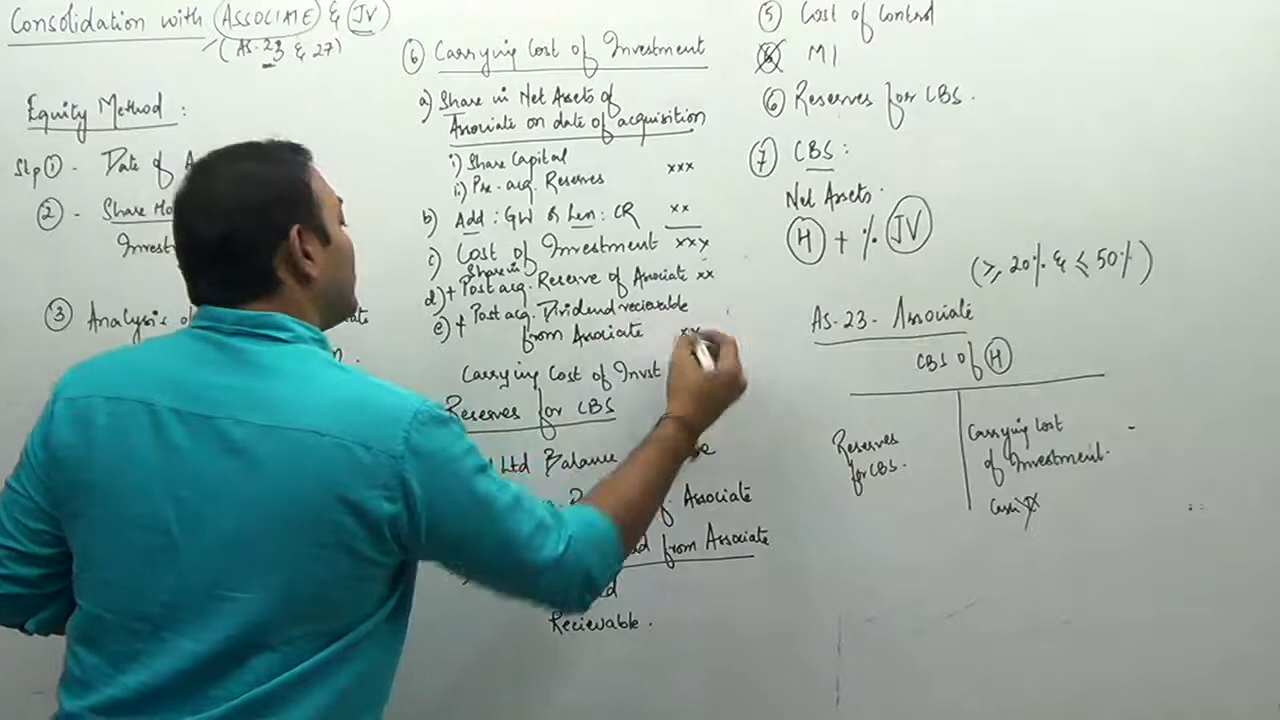 Consolidation with (ASSOCIATE) & JV
(AS-23 & 27)
Equity Method :
Step ① - Date of A
② - Share Ho
Invest
③ Analysis of
⑥ Carrying Cost of Investment
a) Share in Net Assets of
Associate on date of acquisition
i) Share Capital xxx
ii) Pre-acq. Reserves
b) Add: GW & Less: CR xx
c) Cost of Investment xxx
Share in
d) + Post acq. Reserve of Associate xx
e) + Post acq. Dividend recievable
from Associate xx
Carrying Cost of Invst
Reserves for CBS
Ltd Balance
of Associate
from Associate
Recievable.
⑤ Cost of Control
MI
⑥ Reserves for CBS.
⑦ CBS :
Net Assets.
H + % JV
(≥ 20% & ≤ 50%)
AS-23- Associate
CBS of H
Reserves
for CBS.
Carrying Cost
of Investment.